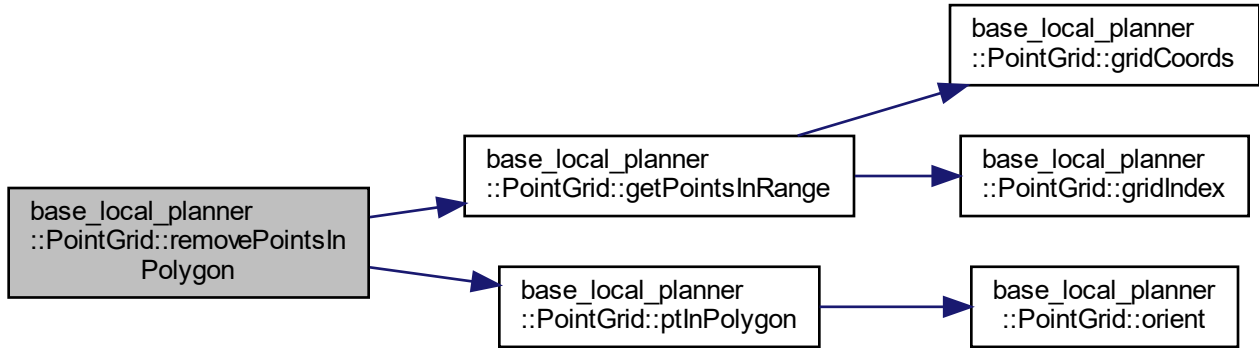 base_local_planner
::PointGrid::removePointsIn
Polygon
base_local_planner
::PointGrid::getPointsInRange
base_local_planner
::PointGrid::gridCoords
base_local_planner
::PointGrid::gridIndex
base_local_planner
::PointGrid::ptInPolygon
base_local_planner
::PointGrid::orient